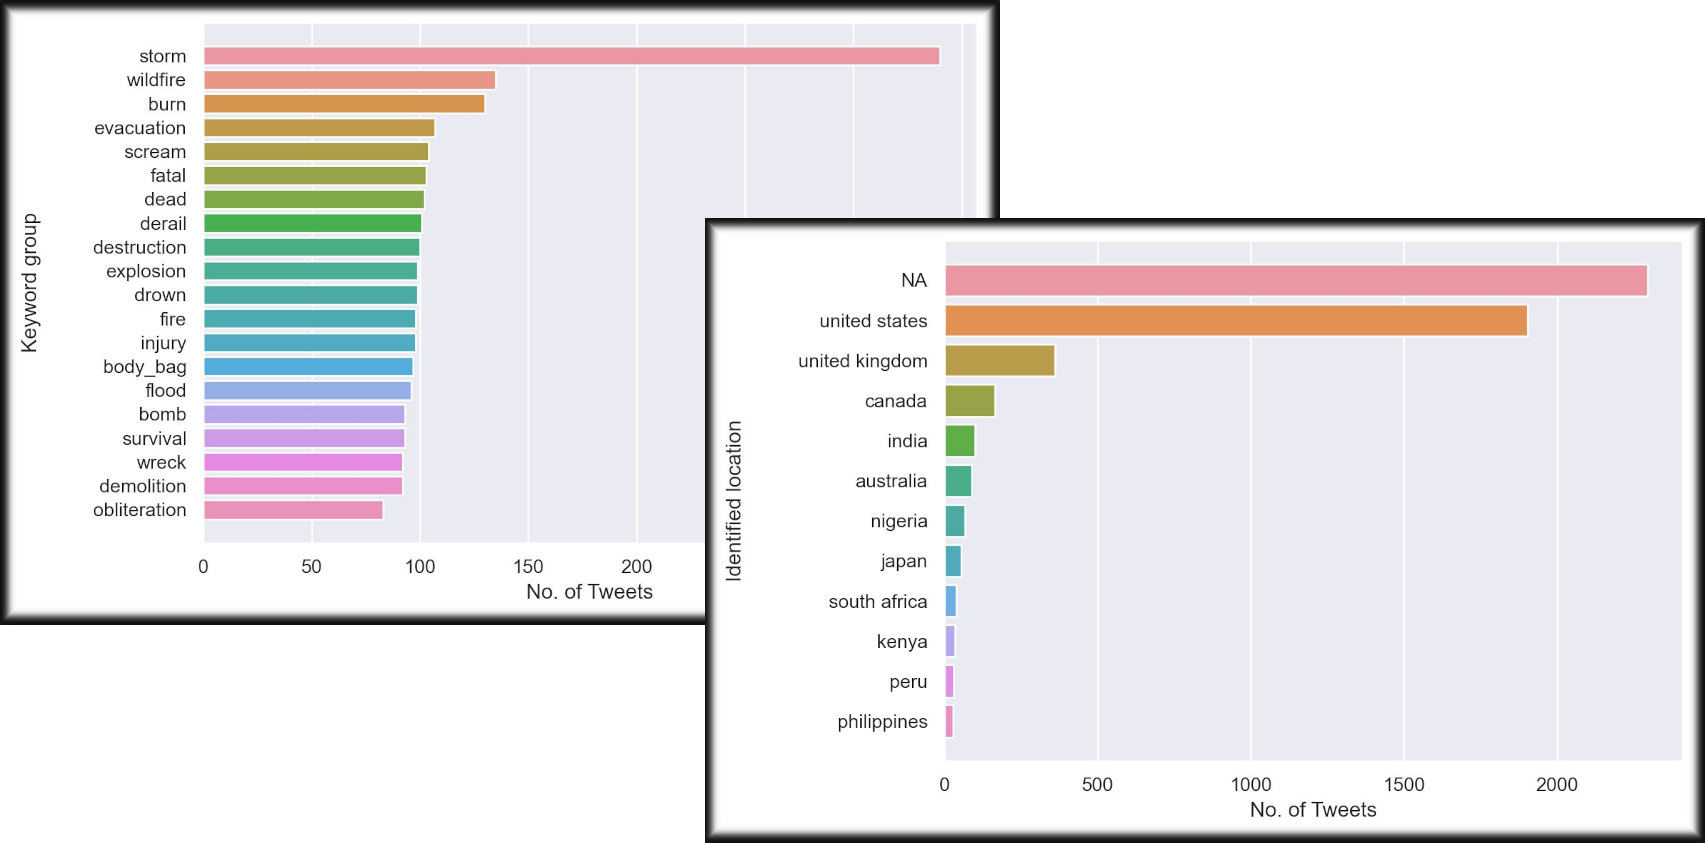 Keyword group
storm
wildfire
burn
evacuation
scream
fatal
dead
derail
destruction
explosion
drown
fire
injury
body_bag
flood
bomb
survival
wreck
demolition
obliteration
0 50 100 150 200
No. of Tweets
Identified location
NA
united states
united kingdom
canada
india
australia
nigeria
japan
south africa
kenya
peru
philippines
0 500 1000 1500 2000
No. of Tweets